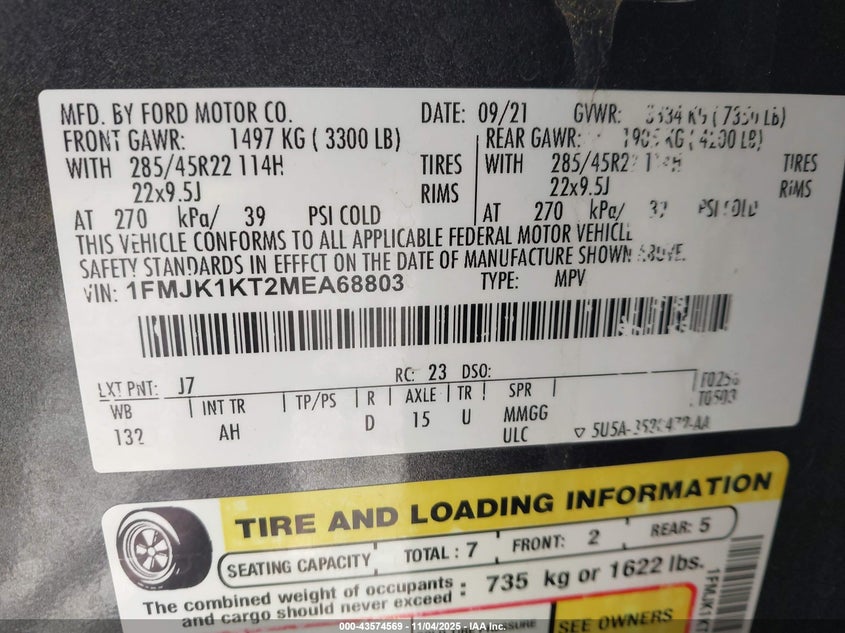 MFD. BY FORD MOTOR CO. DATE: 09/21 GVWR:
FRONT GAWR: 1497 KG ( 3300 LB) REAR GAWR:
WITH 285/45R22 114H TIRES WITH 285/45R22 TIRES
22x9.5J RIMS 22x9.5J RIMS
AT 270 kPa/ 39 PSI COLD AT 270 kPa/ PSI COLD
THIS VEHICLE CONFORMS TO ALL APPLICABLE FEDERAL MOTOR VEHICLE
SAFETY STANDARDS IN EFFECT ON THE DATE OF MANUFACTURE SHOWN ABOVE.
VIN: 1FMJK1KT2MEA68803 TYPE: MPV
EXT PNT: J7 RC: 23 DSO:
WB INT TR TP/PS R AXLE TR SPR
132 AH D 15 U MMGG
ULC
TIRE AND LOADING INFORMATION
SEATING CAPACITY TOTAL : 7 FRONT: 2 REAR: 5
The combined weight of occupants and cargo should never exceed : 735 kg or 1622 lbs.
SEE OWNERS
#IAA-43574569 — 11/04/2025 - IAA, Inc.